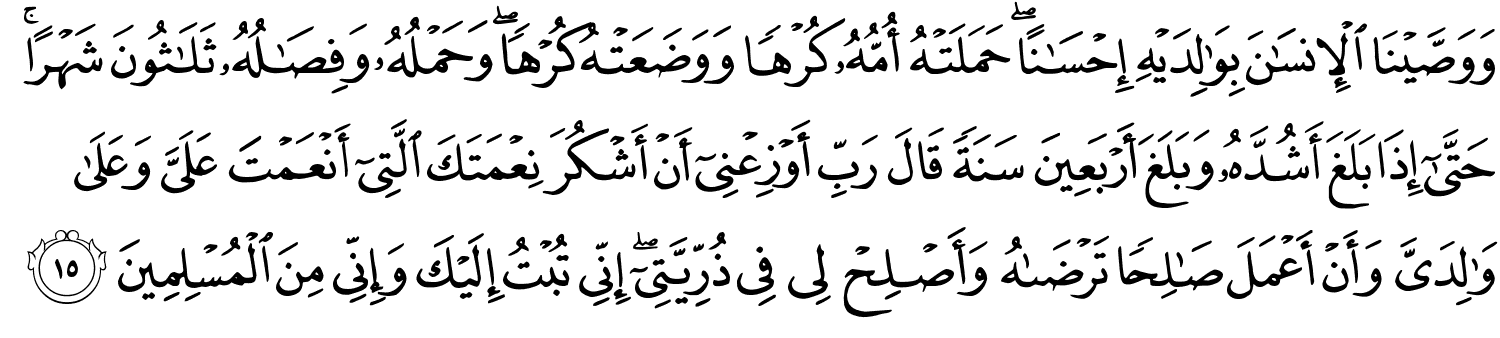 وَوَصَّيْنَا ٱلْإِنسَـٰنَ بِوَٰلِدَيْهِ إِحْسَـٰنًا ۖ حَمَلَتْهُ أُمُّهُۥ كُرْهًا وَوَضَعَتْهُ كُرْهًا ۖ وَحَمْلُهُۥ وَفِصَـٰلُهُۥ ثَلَـٰثُونَ شَهْرًا ۚ
حَتَّىٰٓ إِذَا بَلَغَ أَشُدَّهُۥ وَبَلَغَ أَرْبَعِينَ سَنَةً قَالَ رَبِّ أَوْزِعْنِىٓ أَنْ أَشْكُرَ نِعْمَتَكَ ٱلَّتِىٓ أَنْعَمْتَ عَلَىَّ وَعَلَىٰ
وَٰلِدَىَّ وَأَنْ أَعْمَلَ صَـٰلِحًا تَرْضَىٰهُ وَأَصْلِحْ لِى فِى ذُرِّيَّتِىٓ ۖ إِنِّى تُبْتُ إِلَيْكَ وَإِنِّى مِنَ ٱلْمُسْلِمِينَ ١٥